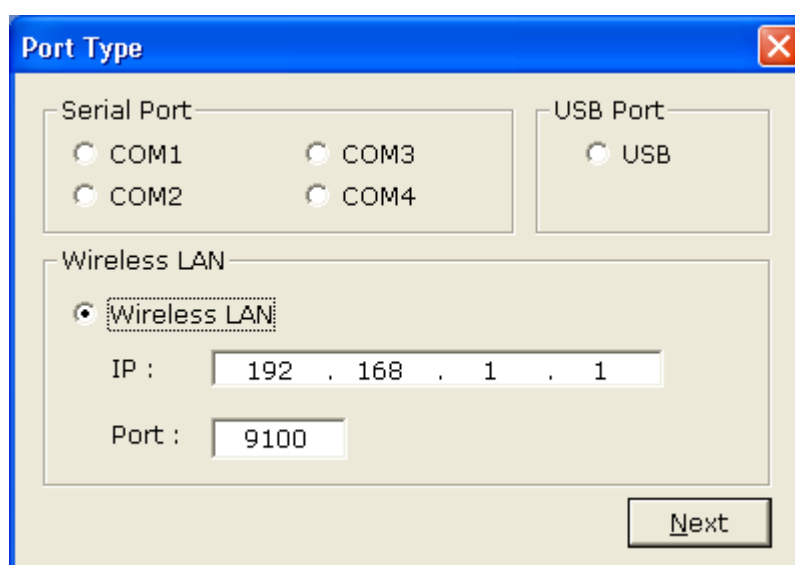 Port Type
Serial Port
COM1 COM3
COM2 COM4
USB Port
USB
Wireless LAN
Wireless LAN
IP : 192 . 168 . 1 . 1
Port : 9100
Next